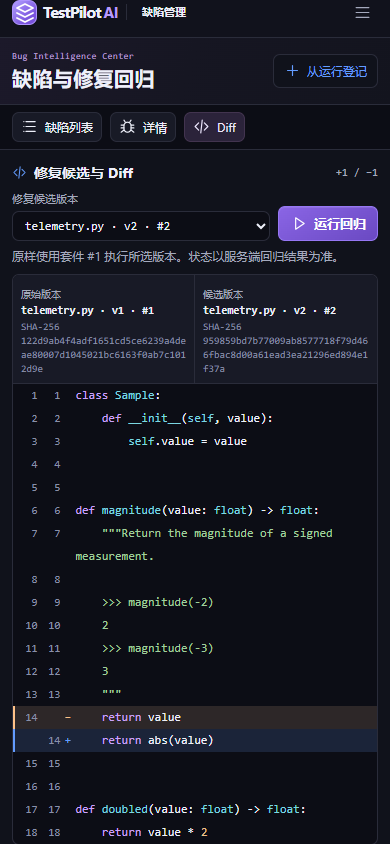 TestPilot AI
缺陷管理
Bug Intelligence Center
缺陷与修复回归
+ 从运行登记
缺陷列表
详情
</> Diff
</> 修复候选与 Diff
+1 / −1
修复候选版本
telemetry.py · v2 · #2
运行回归
原样使用套件 #1 执行所选版本。状态以服务端回归结果为准。
原始版本
telemetry.py · v1 · #1
SHA-256
122d9ab4f4adf1651cd5ce6239a4de
ae80007d1045021bc6163f0ab7c101
2d9e
候选版本
telemetry.py · v2 · #2
SHA-256
959859bd7b77009ab8577718f79d46
6fbac8d00a61ead3ea21296ed894e1
f37a
1 1 class Sample:
2 2     def __init__(self, value):
3 3         self.value = value
4 4
5 5
6 6 def magnitude(value: float) -> float:
7 7     """Return the magnitude of a signed
measurement.
8 8
9 9     >>> magnitude(-2)
10 10     2
11 11     >>> magnitude(-3)
12 12     3
13 13     """
14 −     return value
14 +     return abs(value)
15 15
16 16
17 17 def doubled(value: float) -> float:
18 18     return value * 2